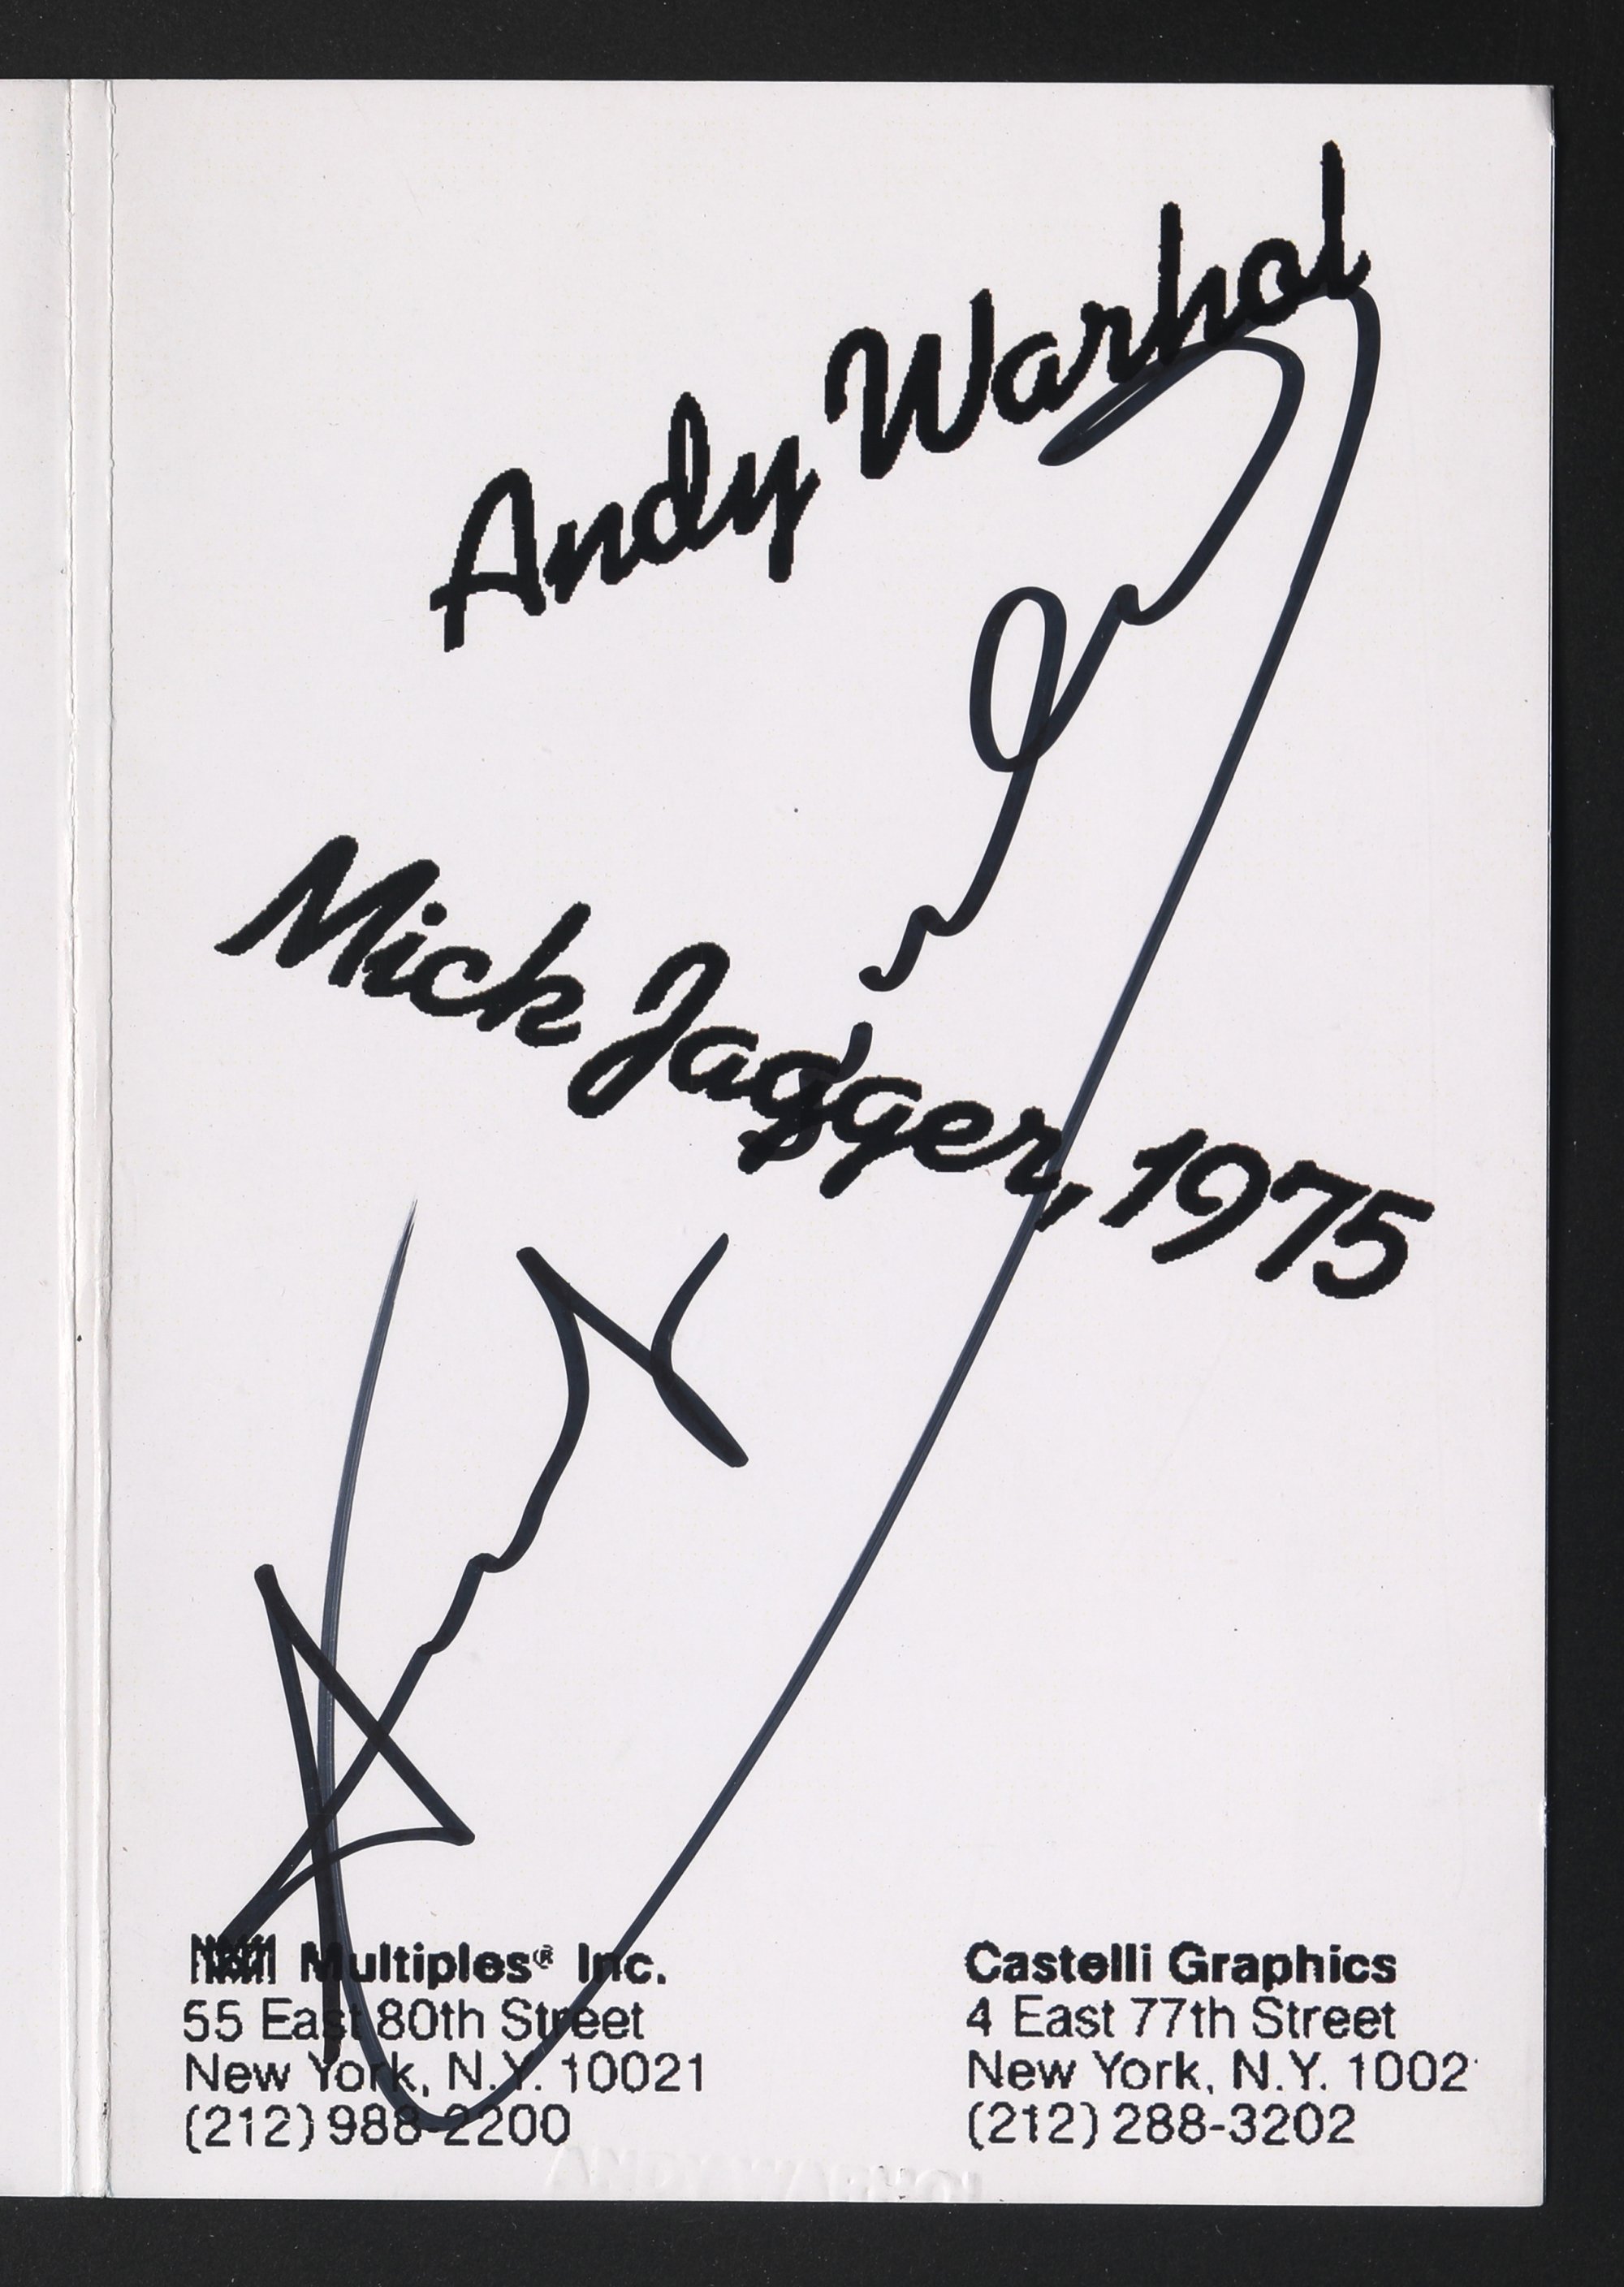 Andy Warhol
Mick Jagger, 1975
Multiples® Inc.
55 East 80th Street
New York, N.Y. 10021
(212) 988-2200
Castelli Graphics
4 East 77th Street
New York, N.Y. 1002
(212) 288-3202